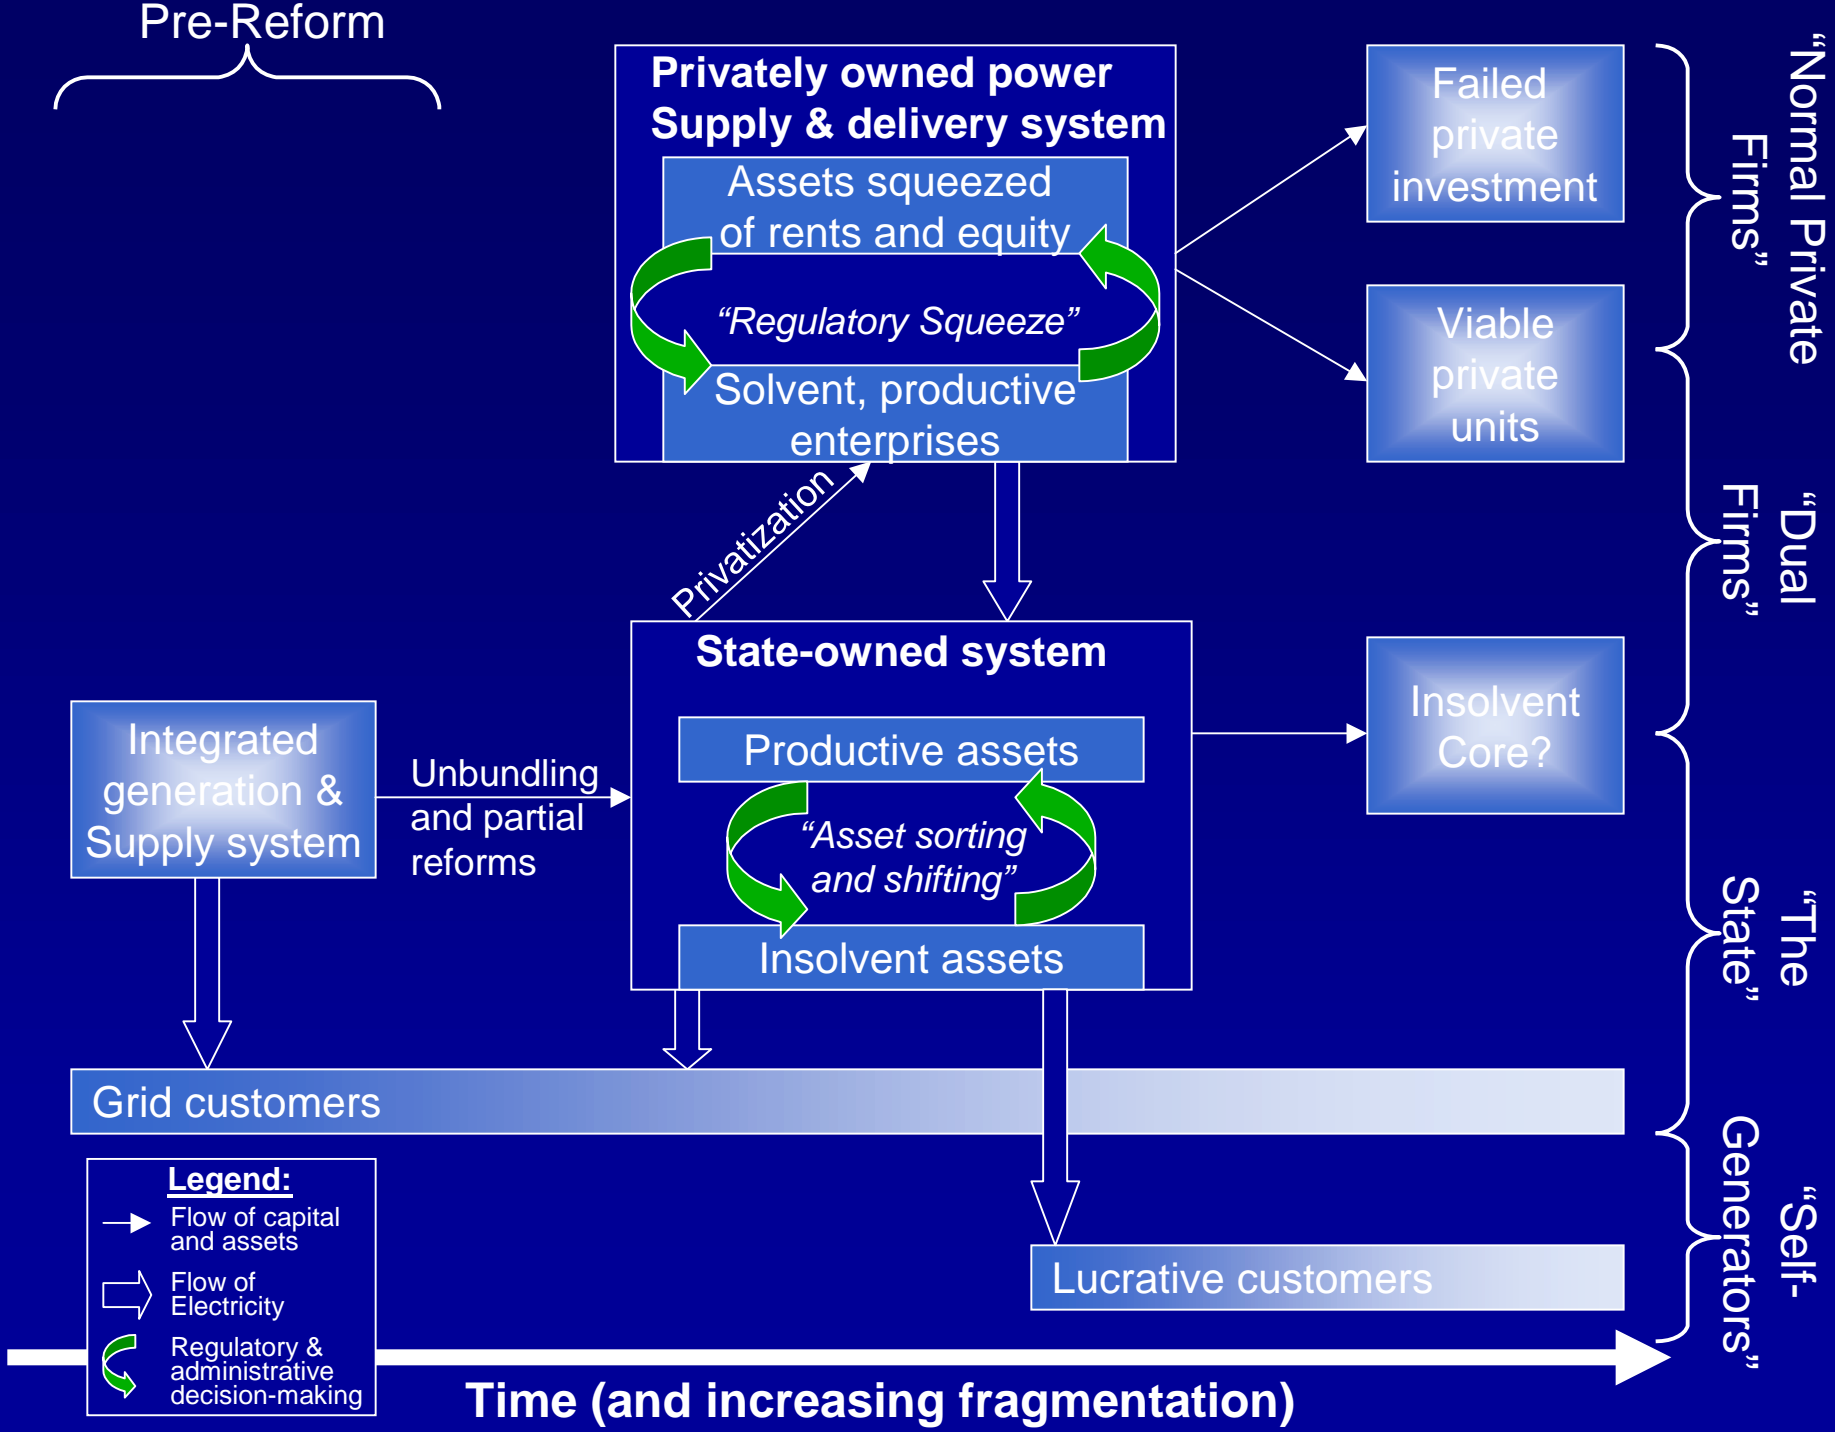 Pre-Reform
Privately owned power
Supply & delivery system
Assets squeezed
of rents and equity
“Regulatory Squeeze”
Solvent, productive
enterprises
Failed
private
investment
Viable
private
units
“Normal Private
Firms”
Privatization
“Dual
Firms”
State-owned system
Productive assets
“Asset sorting
and shifting”
Insolvent assets
Integrated
generation &
Supply system
Unbundling
and partial
reforms
Insolvent
Core?
“The
State”
Grid customers
Lucrative customers
“Self-
Generators”
Legend:
Flow of capital
and assets
Flow of
Electricity
Regulatory &
administrative
decision-making
Time (and increasing fragmentation)